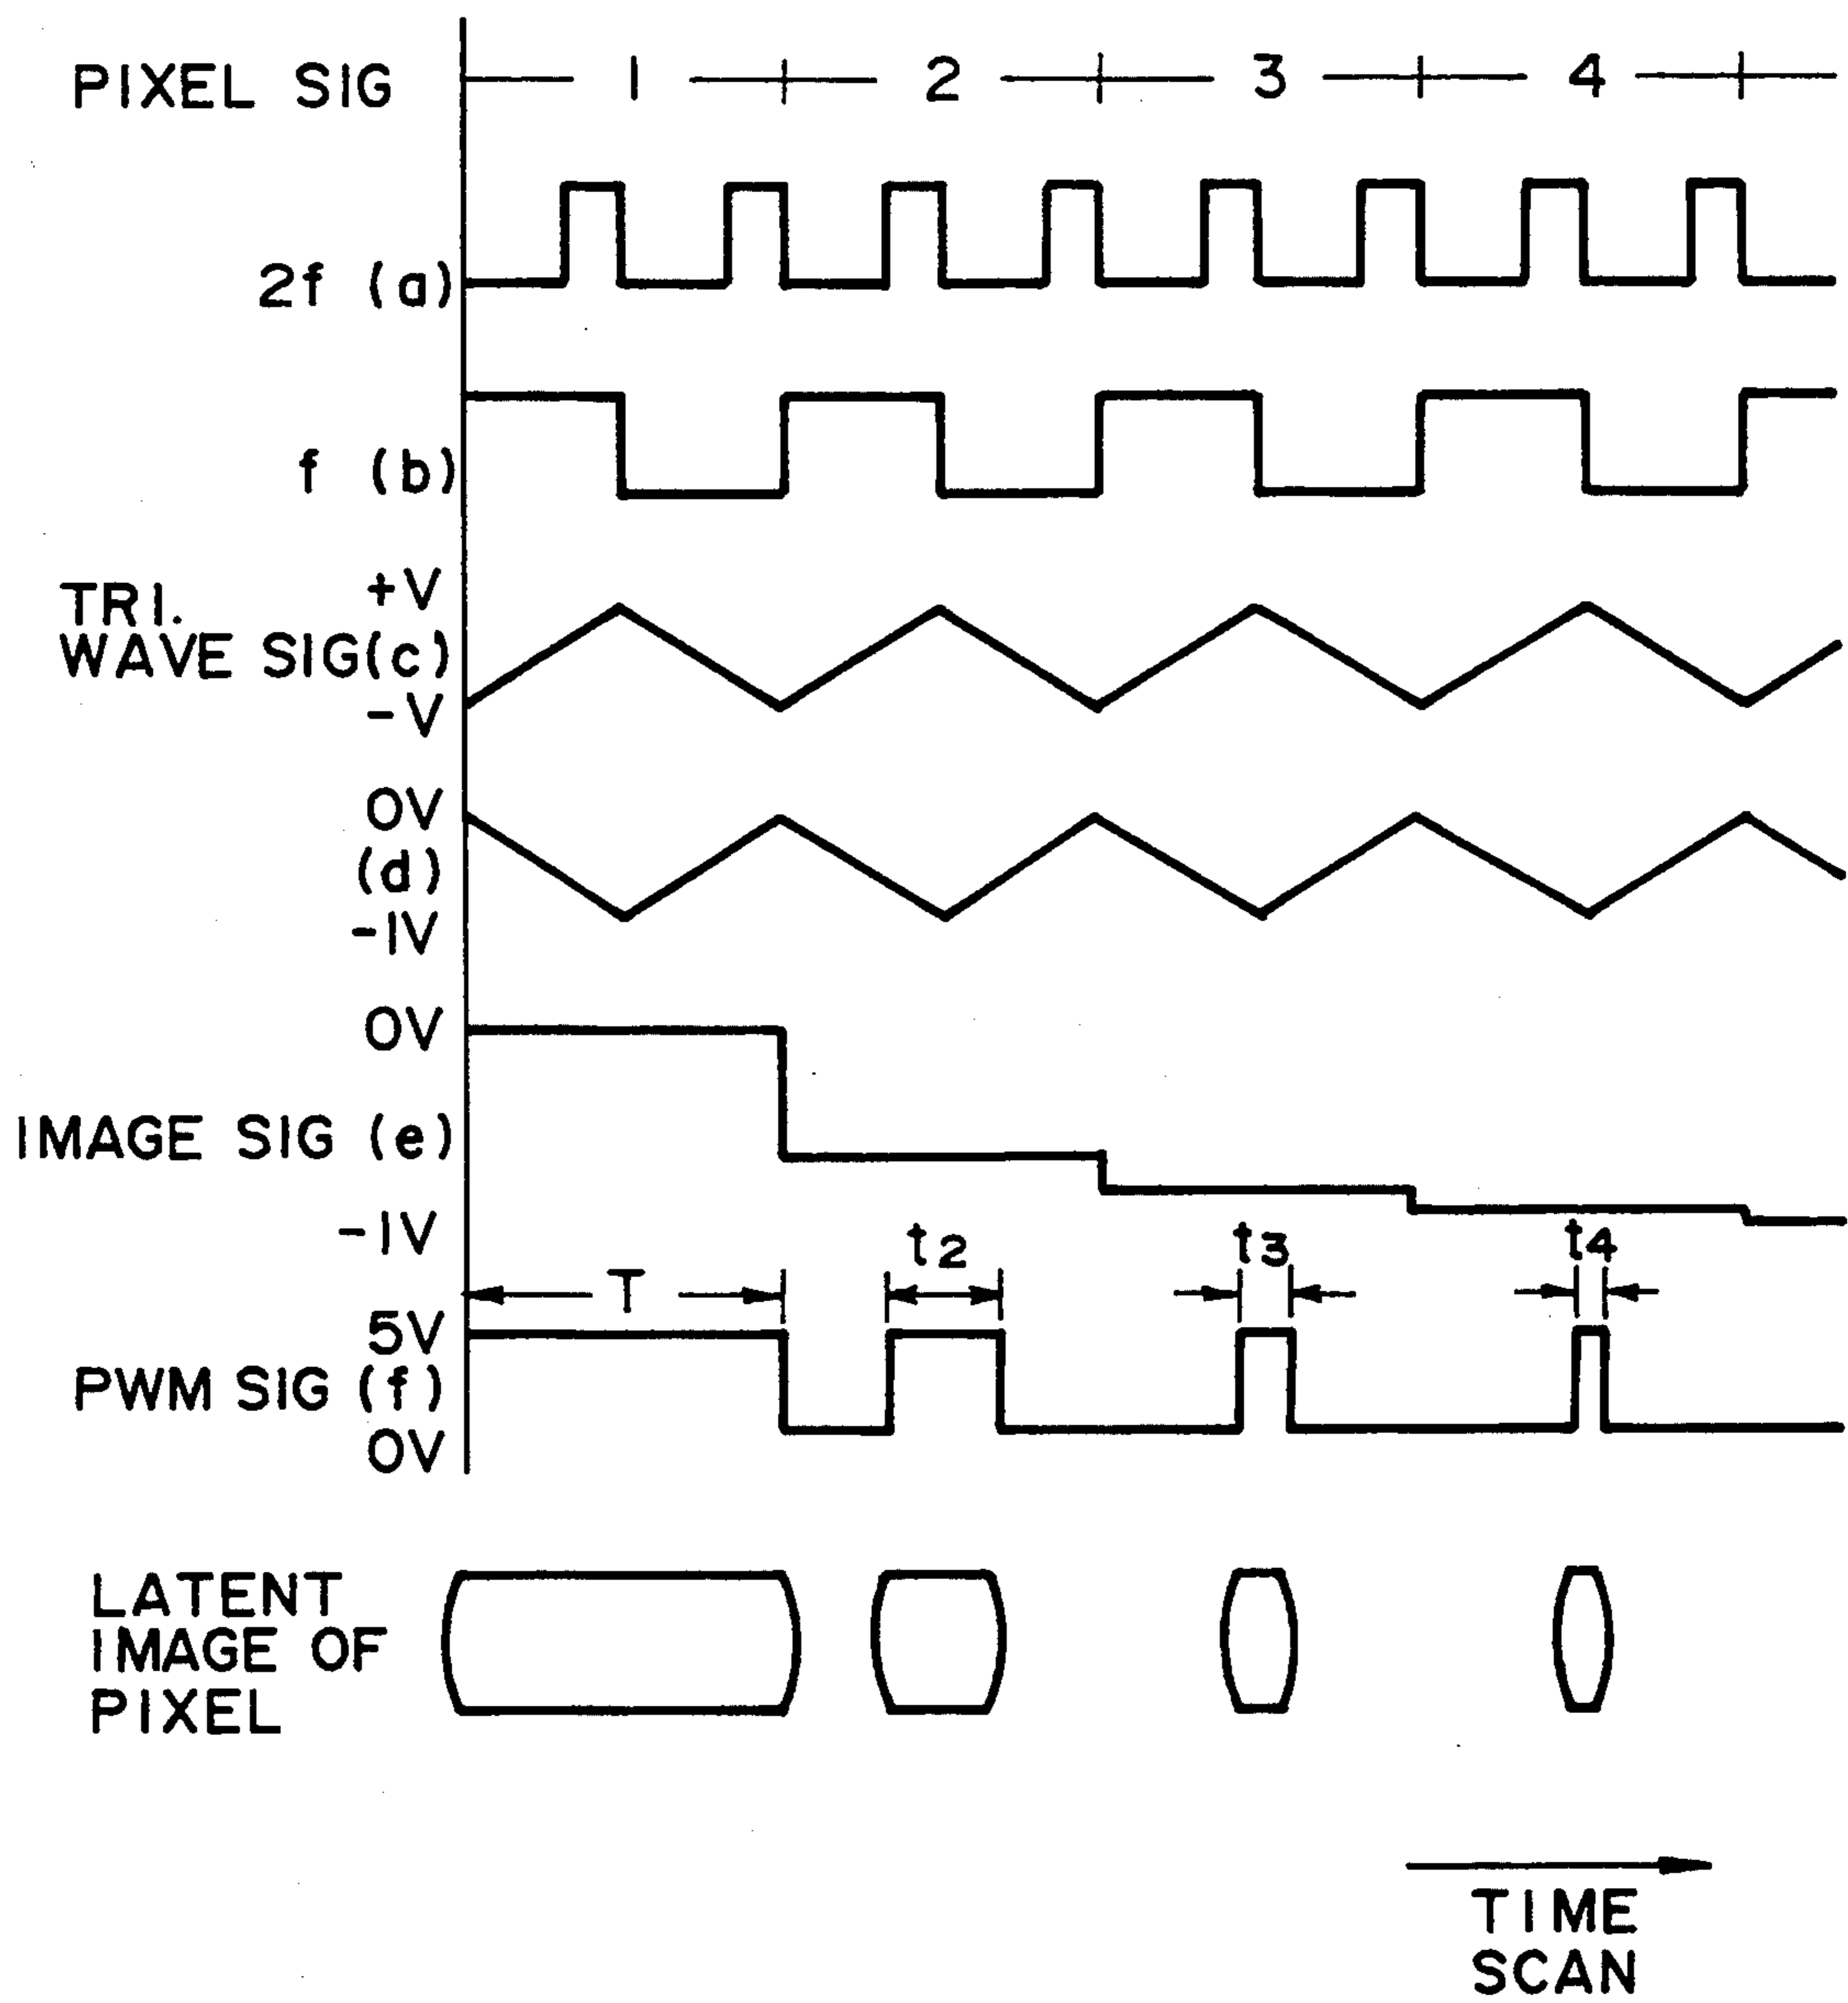 PIXEL SIG 1 2 3 4
2f (a)
f (b)
+V
TRI.
WAVE SIG(c)
-V
0V
(d)
-1V
0V
IMAGE SIG (e)
-1V
T t2 t3 t4
5V
PWM SIG (f)
0V
LATENT
IMAGE OF
PIXEL
TIME
SCAN